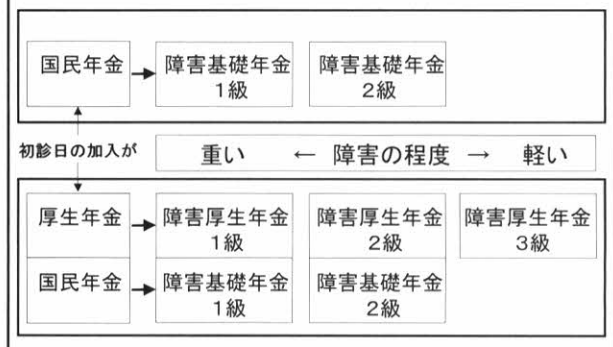 国民年金 → 障害基礎年金 1級 障害基礎年金 2級
初診日の加入が
重い ← 障害の程度 → 軽い
厚生年金 → 障害厚生年金 1級 障害厚生年金 2級 障害厚生年金 3級
国民年金 → 障害基礎年金 1級 障害基礎年金 2級